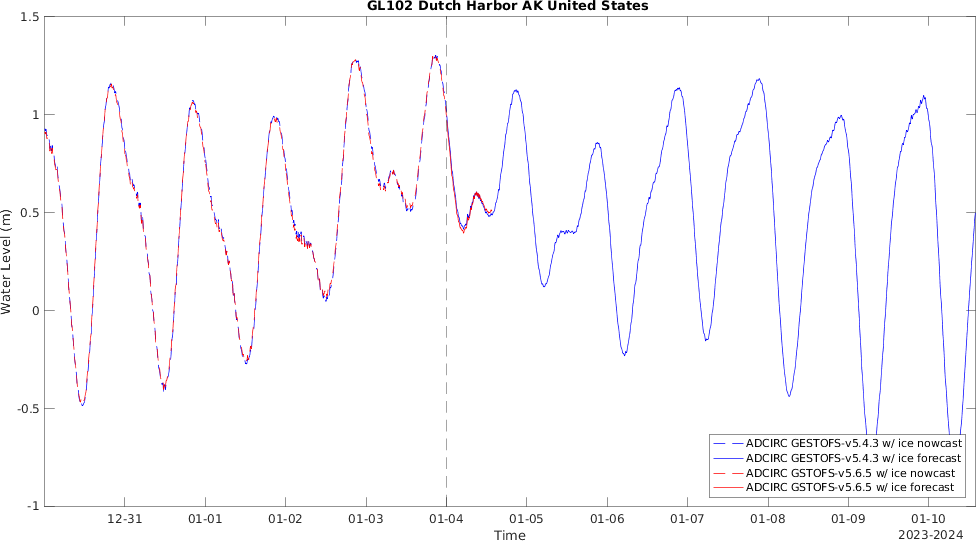 GL102 Dutch Harbor AK United States
1.5
1
0.5
0
-0.5
-1
Water Level (m)
12-31
01-01
01-02
01-03
01-04
01-05
01-06
01-07
01-08
01-09
01-10
Time
2023-2024
ADCIRC GESTOFS-v5.4.3 w/ ice nowcast
ADCIRC GESTOFS-v5.4.3 w/ ice forecast
ADCIRC GSTOFS-v5.6.5 w/ ice nowcast
ADCIRC GSTOFS-v5.6.5 w/ ice forecast